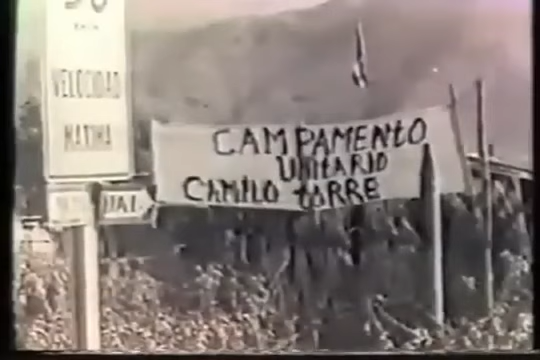 VELOCIDAD
MAXIMA
CAMPAMENTO
UNITARIO
CAMILO TORRE